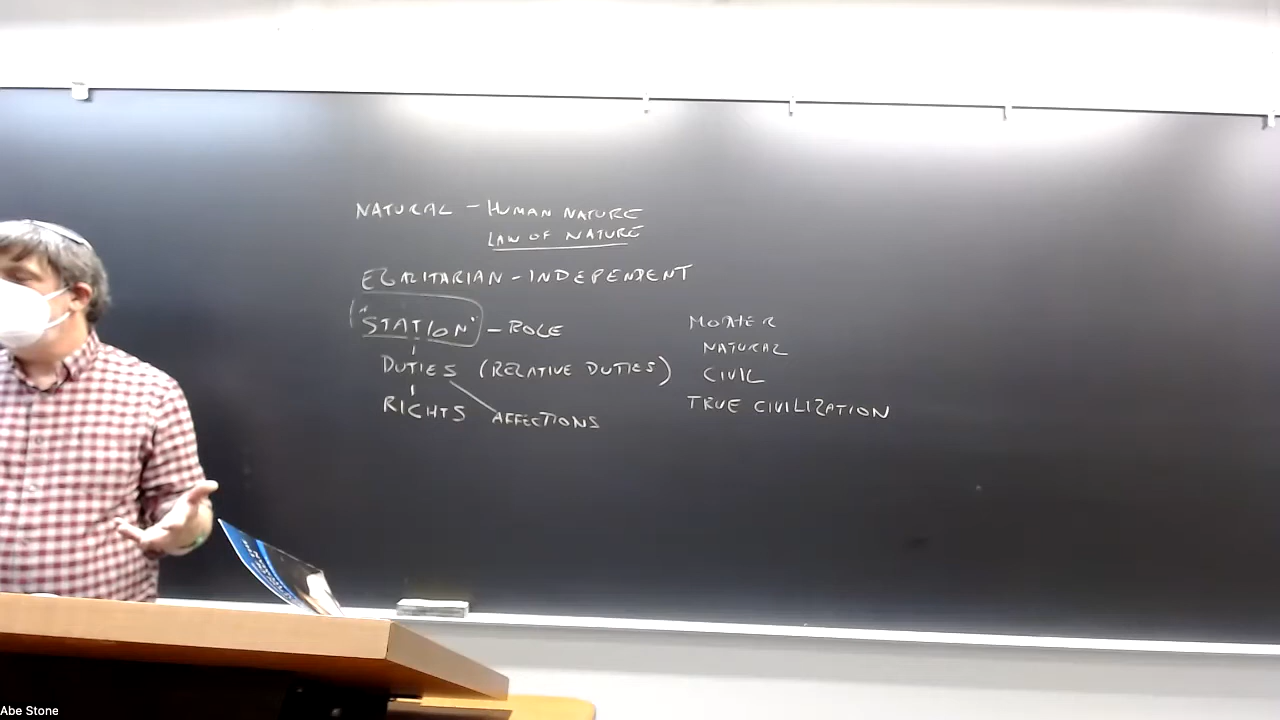 NATURAL - HUMAN NATURE
LAW OF NATURE
EGALITARIAN - INDEPENDENT
"STATION" - ROLE
DUTIES (RELATIVE DUTIES)
RIGHTS AFFECTIONS
MOTHER
NATURAL
CIVIL
TRUE CIVILIZATION
Abe Stone